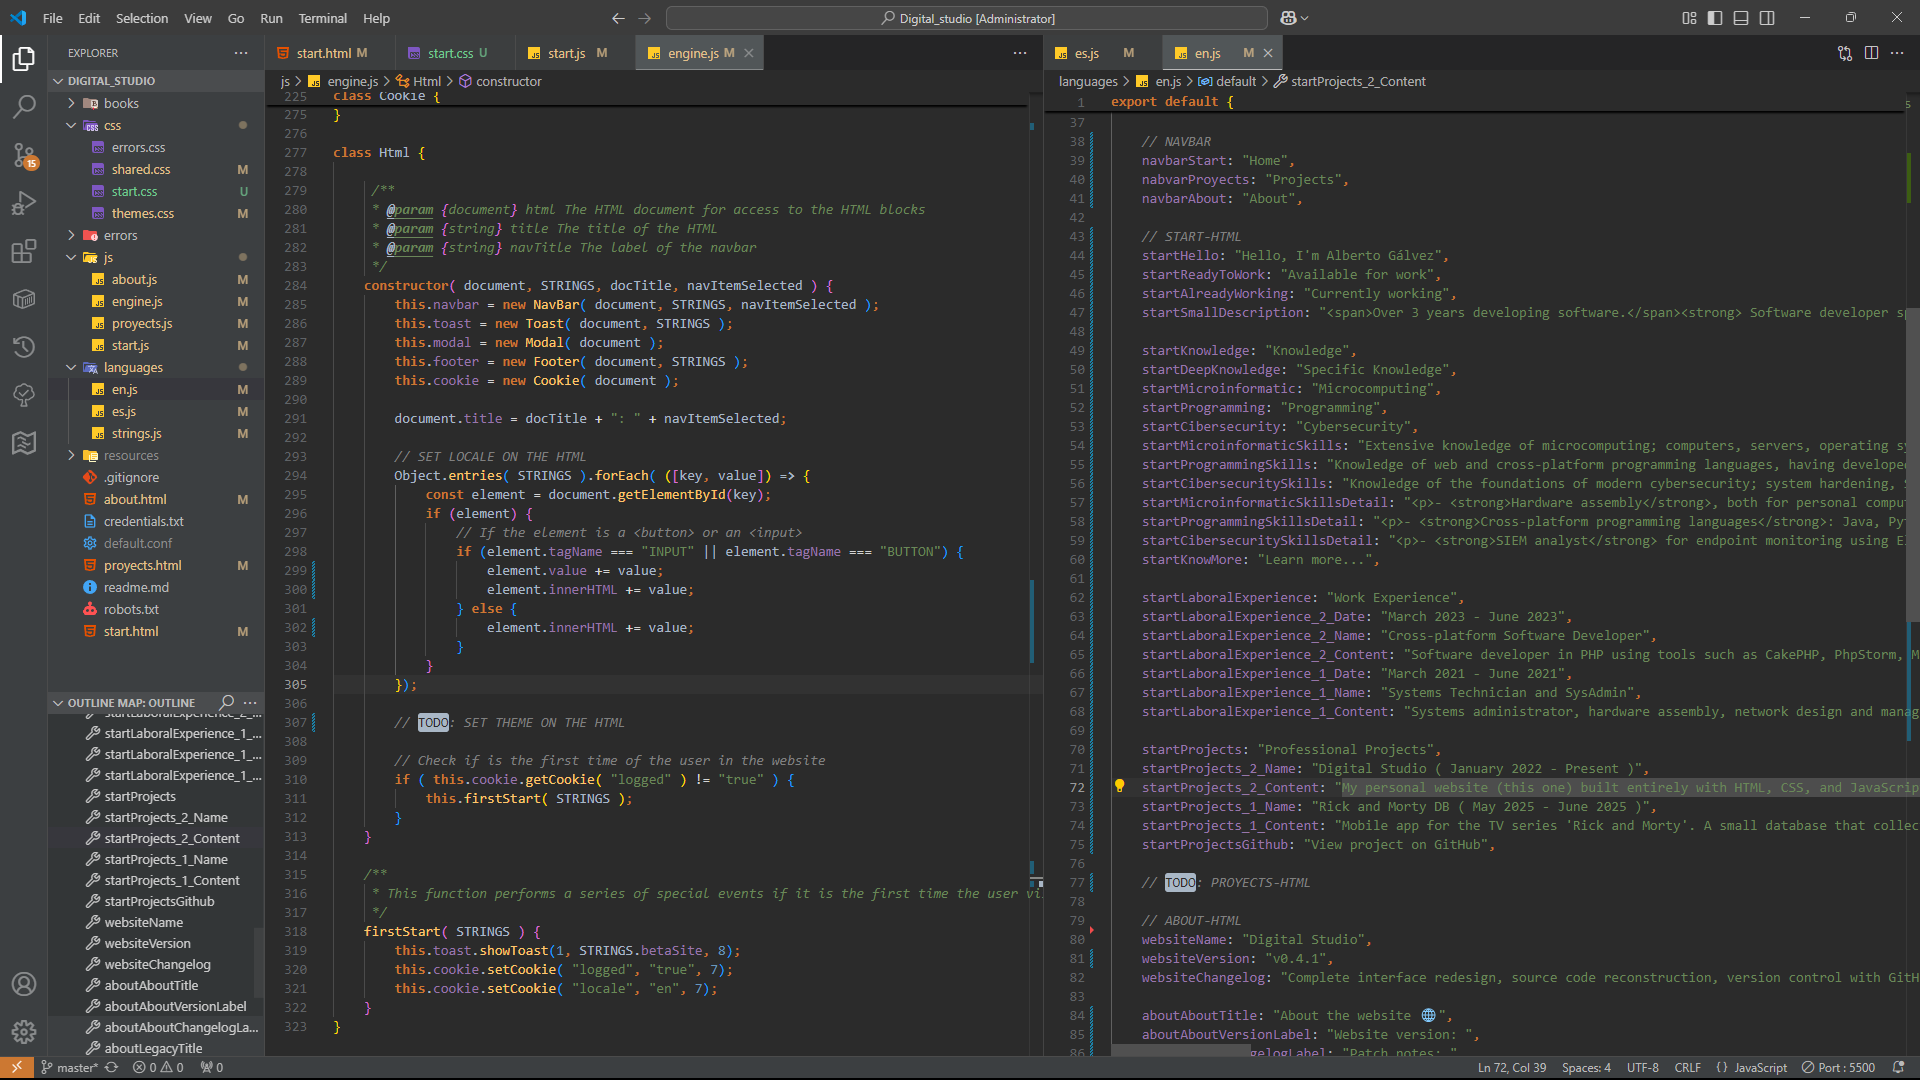 File Edit Selection View Go Run Terminal Help
Digital_studio [Administrator]
EXPLORER
DIGITAL_STUDIO
books
css
errors.css
shared.css M
start.css U
themes.css M
errors
js
about.js M
engine.js M
proyects.js M
start.js M
languages
en.js M
es.js M
strings.js M
resources
.gitignore
about.html M
credentials.txt
default.conf
proyects.html M
readme.md
robots.txt
start.html M
OUTLINE MAP: OUTLINE
startLaboralExperience_2_...
startLaboralExperience_1_...
startLaboralExperience_1_...
startLaboralExperience_1_...
startProjects
startProjects_2_Name
startProjects_2_Content
startProjects_1_Name
startProjects_1_Content
startProjectsGithub
websiteName
websiteVersion
websiteChangelog
aboutAboutTitle
aboutAboutVersionLabel
aboutAboutChangelogLa...
aboutLegacyTitle
start.html M start.css U start.js M engine.js M
js > engine.js > Html > constructor
225 class Cookie {
275 }
276
277 class Html {
278
279 /**
280 * @param {document} html The HTML document for access to the HTML blocks
281 * @param {string} title The title of the HTML
282 * @param {string} navTitle The label of the navbar
283 */
284 constructor( document, STRINGS, docTitle, navItemSelected ) {
285 this.navbar = new NavBar( document, STRINGS, navItemSelected );
286 this.toast = new Toast( document, STRINGS );
287 this.modal = new Modal( document );
288 this.footer = new Footer( document, STRINGS );
289 this.cookie = new Cookie( document );
290
291 document.title = docTitle + ": " + navItemSelected;
292
293 // SET LOCALE ON THE HTML
294 Object.entries( STRINGS ).forEach( ([key, value]) => {
295 const element = document.getElementById(key);
296 if (element) {
297 // If the element is a <button> or an <input>
298 if (element.tagName === "INPUT" || element.tagName === "BUTTON") {
299 element.value += value;
300 element.innerHTML += value;
301 } else {
302 element.innerHTML += value;
303 }
304 }
305 });
306
307 // TODO: SET THEME ON THE HTML
308
309 // Check if is the first time of the user in the website
310 if ( this.cookie.getCookie( "logged" ) != "true" ) {
311 this.firstStart( STRINGS );
312 }
313 }
314
315 /**
316 * This function performs a series of special events if it is the first time the user vi
317 */
318 firstStart( STRINGS ) {
319 this.toast.showToast(1, STRINGS.betaSite, 8);
320 this.cookie.setCookie( "logged", "true", 7);
321 this.cookie.setCookie( "locale", "en", 7);
322 }
323 }
es.js M en.js M
languages > en.js > default > startProjects_2_Content
1 export default {
37
38 // NAVBAR
39 navbarStart: "Home",
40 nabvarProyects: "Projects",
41 navbarAbout: "About",
42
43 // START-HTML
44 startHello: "Hello, I'm Alberto Gálvez",
45 startReadyToWork: "Available for work",
46 startAlreadyWorking: "Currently working",
47 startSmallDescription: "<span>Over 3 years developing software.</span><strong> Software developer sp
48
49 startKnowledge: "Knowledge",
50 startDeepKnowledge: "Specific Knowledge",
51 startMicroinformatic: "Microcomputing",
52 startProgramming: "Programming",
53 startCibersecurity: "Cybersecurity",
54 startMicroinformaticSkills: "Extensive knowledge of microcomputing; computers, servers, operating sy
55 startProgrammingSkills: "Knowledge of web and cross-platform programming languages, having develope
56 startCibersecuritySkills: "Knowledge of the foundations of modern cybersecurity; system hardening, S
57 startMicroinformaticSkillsDetail: "<p>- <strong>Hardware assembly</strong>, both for personal comput
58 startProgrammingSkillsDetail: "<p>- <strong>Cross-platform programming languages</strong>: Java, Py
59 startCibersecuritySkillsDetail: "<p>- <strong>SIEM analyst</strong> for endpoint monitoring using E
60 startKnowMore: "Learn more...",
61
62 startLaboralExperience: "Work Experience",
63 startLaboralExperience_2_Date: "March 2023 - June 2023",
64 startLaboralExperience_2_Name: "Cross-platform Software Developer",
65 startLaboralExperience_2_Content: "Software developer in PHP using tools such as CakePHP, PhpStorm, M
66 startLaboralExperience_1_Date: "March 2021 - June 2021",
67 startLaboralExperience_1_Name: "Systems Technician and SysAdmin",
68 startLaboralExperience_1_Content: "Systems administrator, hardware assembly, network design and manag
69
70 startProjects: "Professional Projects",
71 startProjects_2_Name: "Digital Studio ( January 2022 - Present )",
72 startProjects_2_Content: "My personal website (this one) built entirely with HTML, CSS, and JavaScrip
73 startProjects_1_Name: "Rick and Morty DB ( May 2025 - June 2025 )",
74 startProjects_1_Content: "Mobile app for the TV series 'Rick and Morty'. A small database that collec
75 startProjectsGithub: "View project on GitHub",
76
77 // TODO: PROYECTS-HTML
78
79 // ABOUT-HTML
80 websiteName: "Digital Studio",
81 websiteVersion: "v0.4.1",
82 websiteChangelog: "Complete interface redesign, source code reconstruction, version control with GitH
83
84 aboutAboutTitle: "About the website 🌐",
85 aboutAboutVersionLabel: "Website version: ",
86 gelogLabel: "Patch notes: "
15
master* 0 0 0
Ln 72, Col 39 Spaces: 4 UTF-8 CRLF {} JavaScript Port : 5500